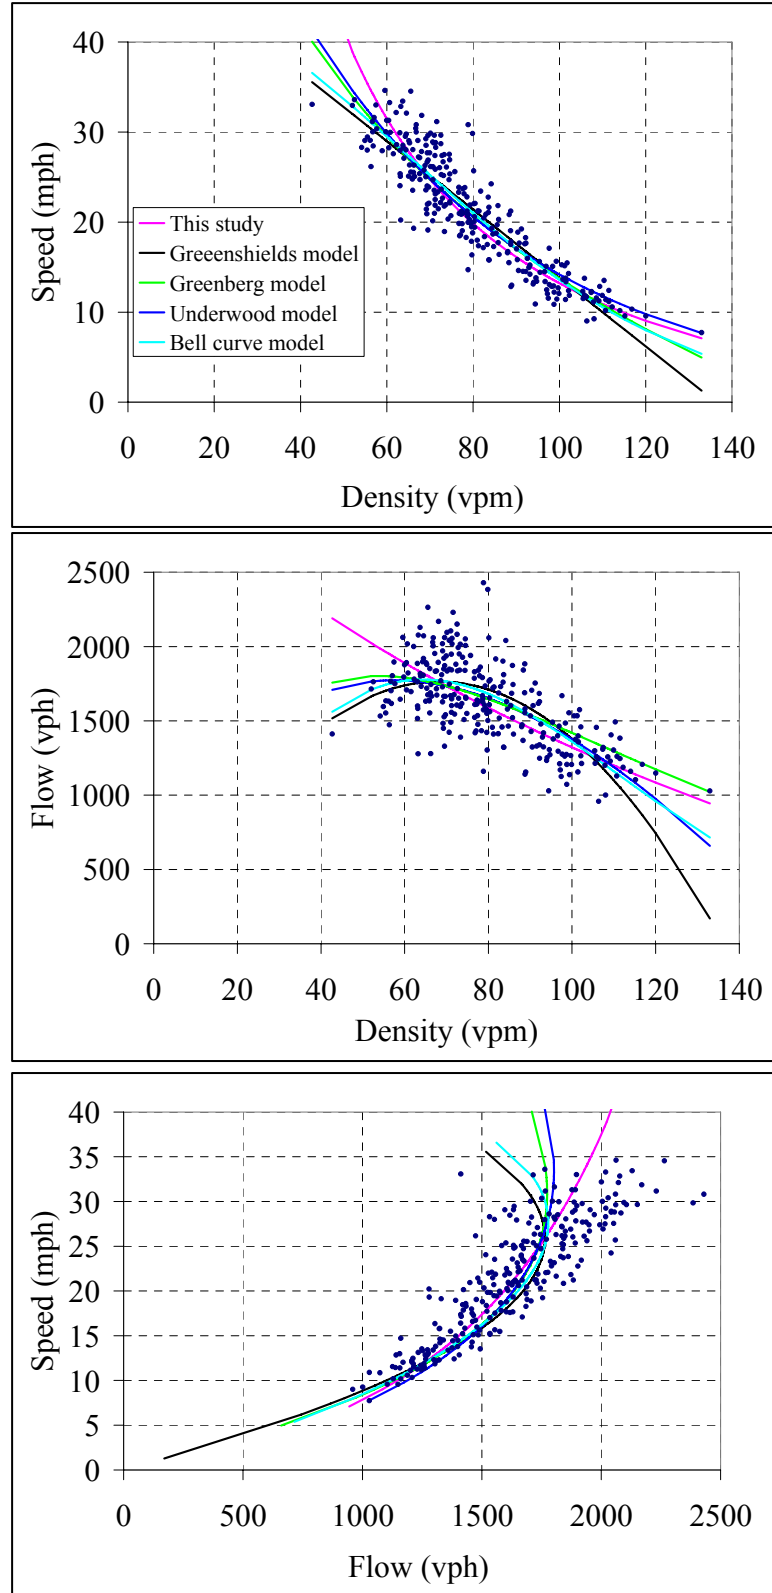 40
30
20
10
0
Speed (mph)
This study
Greeenshields model
Greenberg model
Underwood model
Bell curve model
0 20 40 60 80 100 120 140
Density (vpm)
2500
2000
1500
1000
500
0
Flow (vph)
0 20 40 60 80 100 120 140
Density (vpm)
40
35
30
25
20
15
10
5
0
Speed (mph)
0 500 1000 1500 2000 2500
Flow (vph)